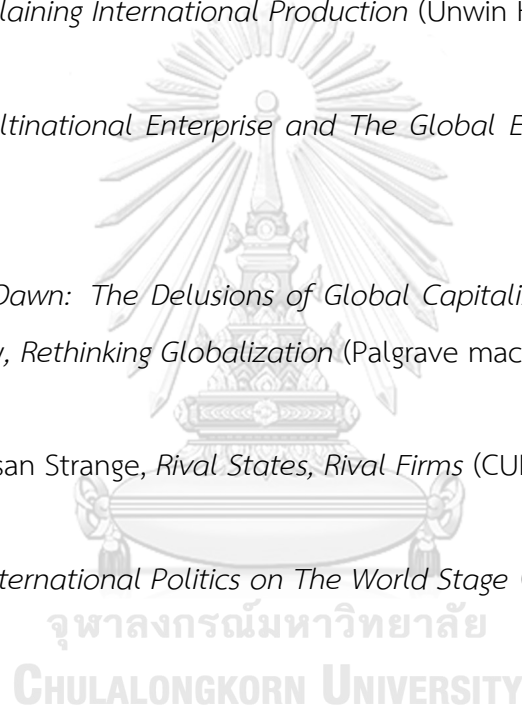 laining International Production (Unwin H
ltinational Enterprise and The Global E
Dawn: The Delusions of Global Capitali
, Rethinking Globalization (Palgrave mac
san Strange, Rival States, Rival Firms (CU
ternational Politics on The World Stage
จุฬาลงกรณ์มหาวิทยาลัย
CHULALONGKORN UNIVERSITY